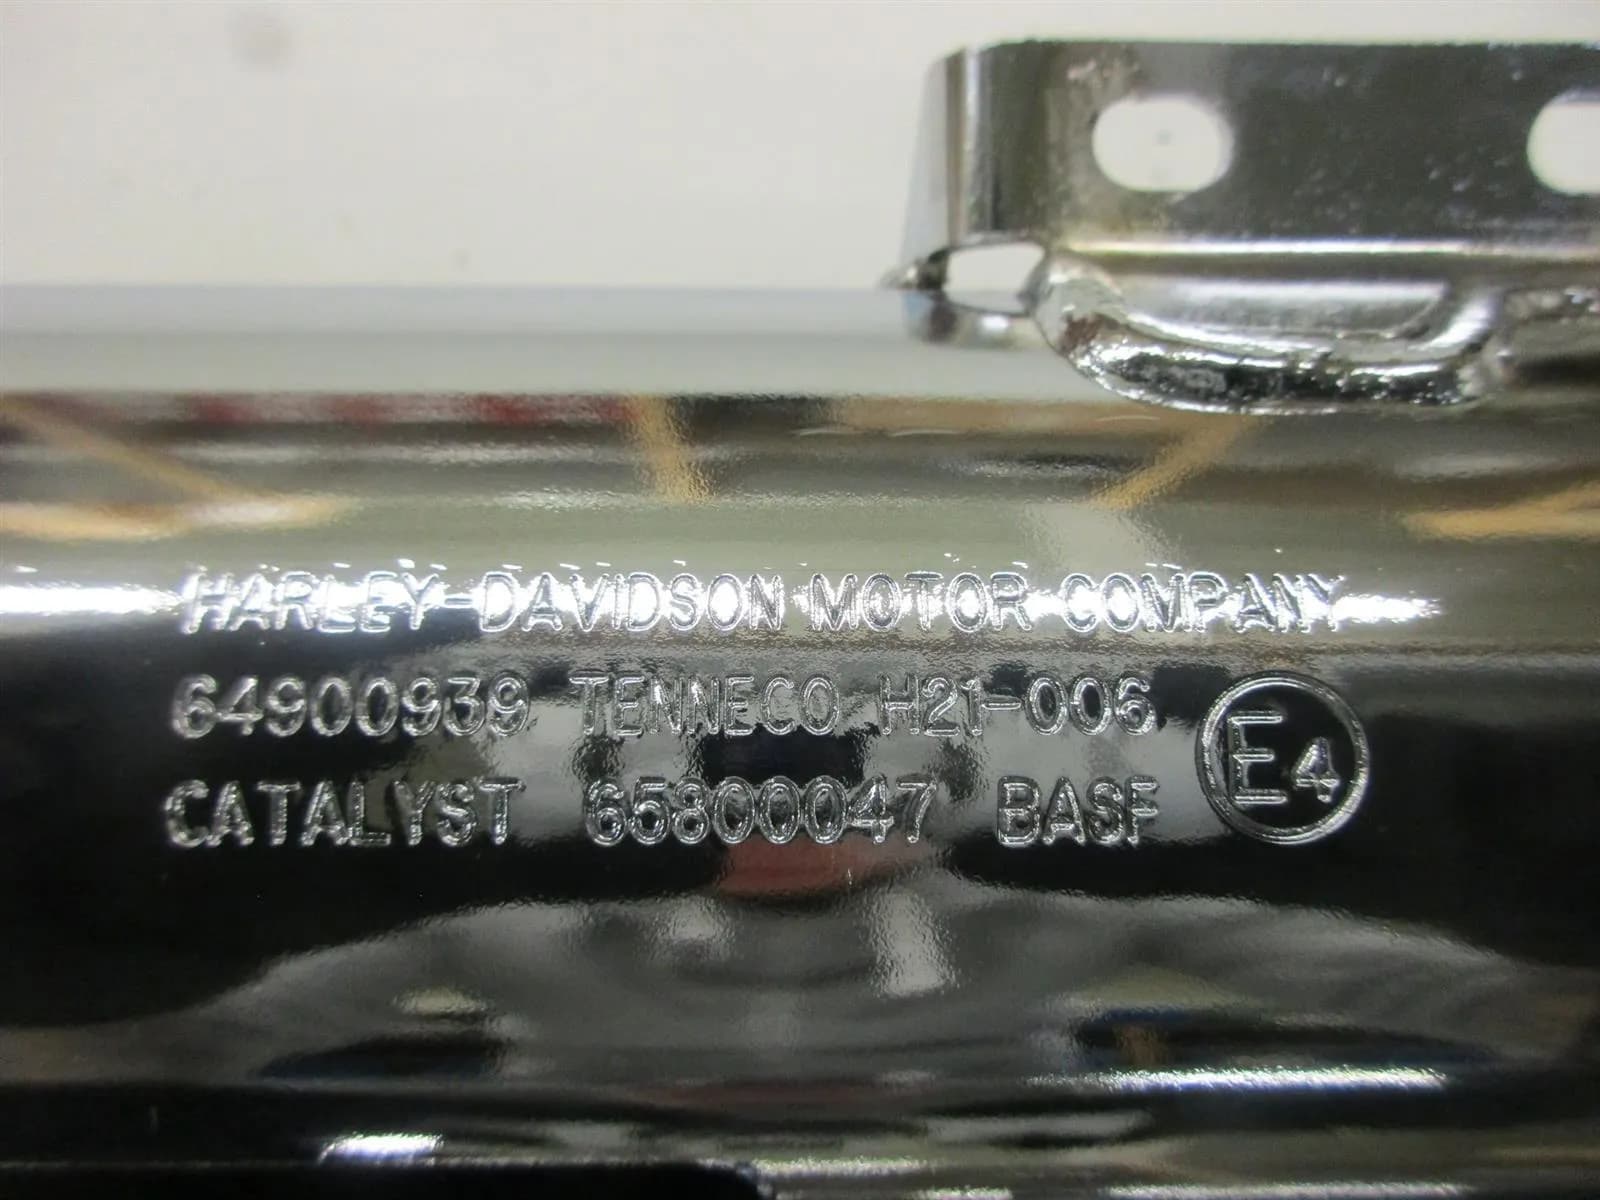 HARLEY-DAVIDSON MOTOR COMPANY
64900939 TENNECO H21-006
CATALYST 65800047 BASF
E4